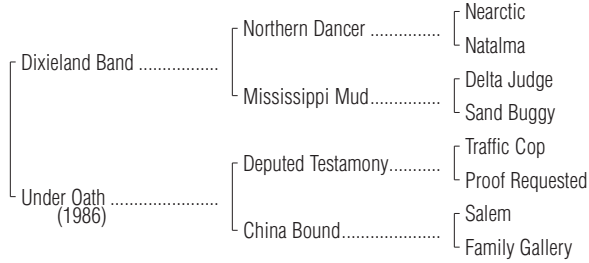 Nearctic
Northern Dancer ...............
Natalma
Dixieland Band .................
Delta Judge
Mississippi Mud...............
Sand Buggy
Traffic Cop
Deputed Testamony...........
Proof Requested
Under Oath .......................
(1986)
Salem
China Bound.....................
Family Gallery